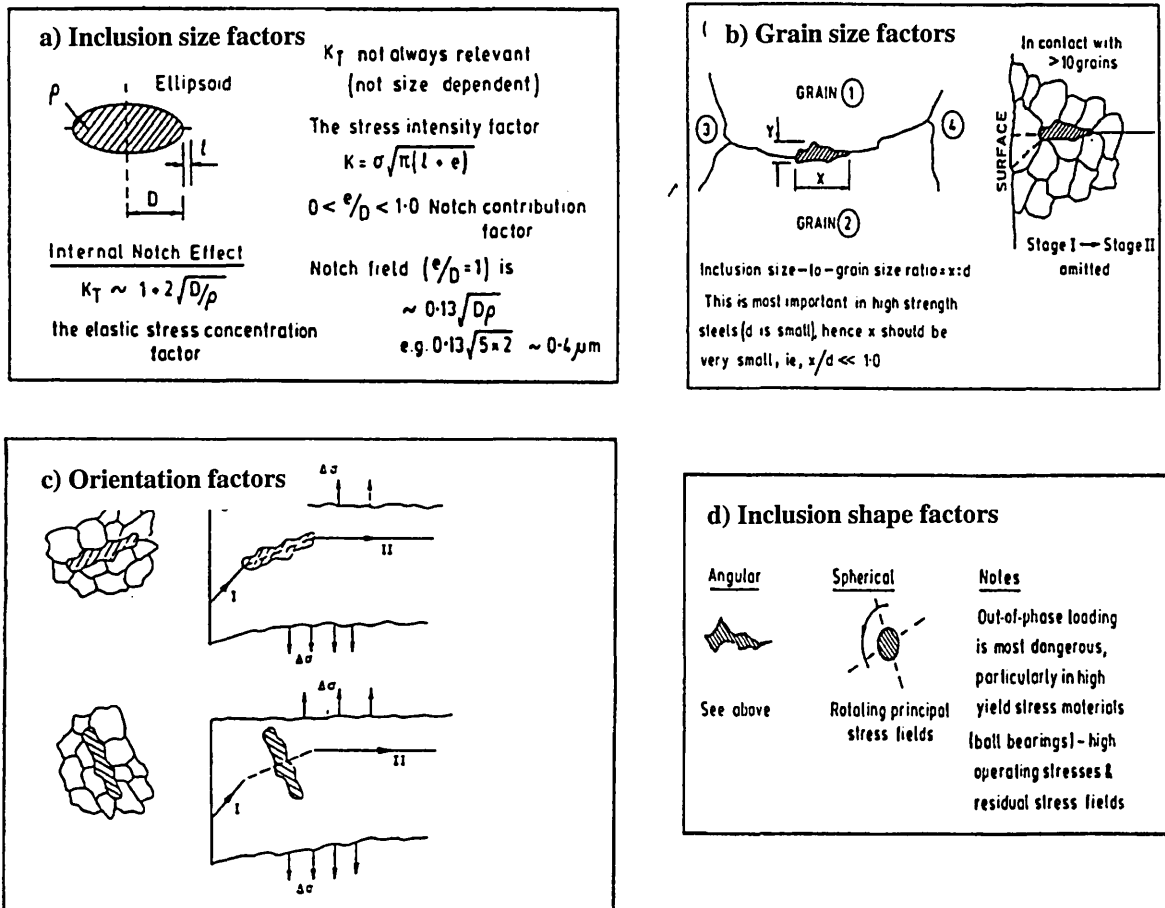 a) Inclusion size factors
ρ
Ellipsoid
l
D
Internal Notch Effect
K_T ~ 1+2√D/ρ
the elastic stress concentration
factor
K_T not always relevant
(not size dependent)
The stress intensity factor
K = σ√π(l + e)
0 < e/D < 1·0 Notch contribution
factor
Notch field (e/D = 1) is
~ 0·13√Dρ
e.g. 0·13√5x2 ~ 0·4 μm
b) Grain size factors
GRAIN 1
3
4
Y
X
GRAIN 2
In contact with
>10 grains
SURFACE
Stage I → Stage II
omitted
Inclusion size-to-grain size ratio = x:d
This is most important in high strength
steels (d is small), hence x should be
very small, ie, x/d << 1·0
c) Orientation factors
Δσ
II
I
Δσ
Δσ
II
I
Δσ
d) Inclusion shape factors
Angular
See above
Spherical
Rotating principal
stress fields
Notes
Out-of-phase loading
is most dangerous,
particularly in high
yield stress materials
(ball bearings) - high
operating stresses &
residual stress fields